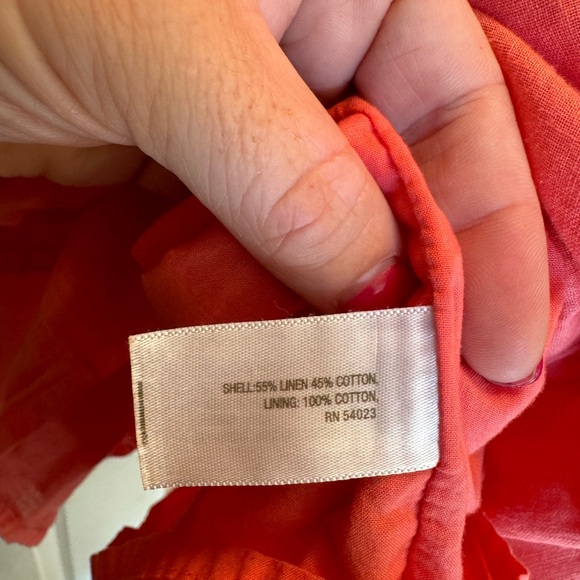 SHELL:55% LINEN 45% COTTON,
LINING: 100% COTTON,
RN 54023